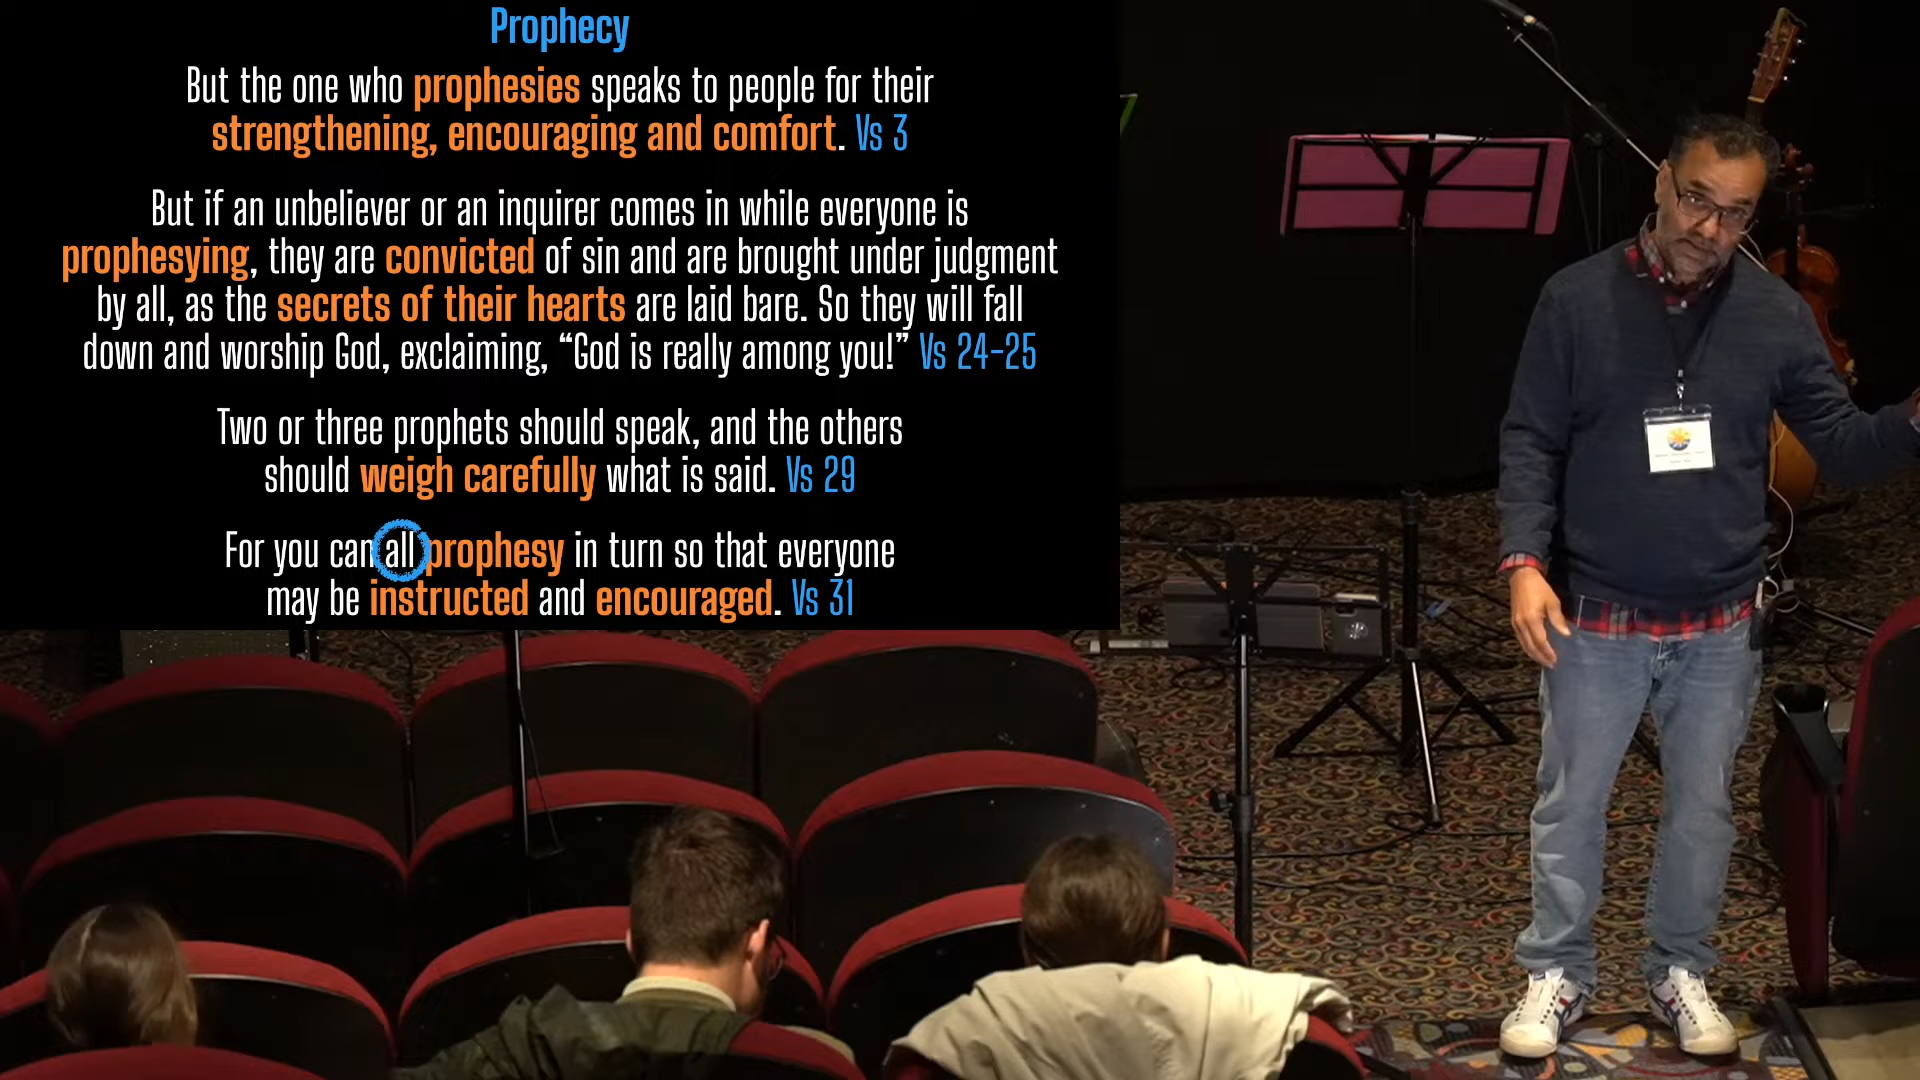 Prophecy
But the one who prophesies speaks to people for their
strengthening, encouraging and comfort. Vs 3
But if an unbeliever or an inquirer comes in while everyone is
prophesying, they are convicted of sin and are brought under judgment
by all, as the secrets of their hearts are laid bare. So they will fall
down and worship God, exclaiming, “God is really among you!” Vs 24-25
Two or three prophets should speak, and the others
should weigh carefully what is said. Vs 29
For you can all prophesy in turn so that everyone
may be instructed and encouraged. Vs 31